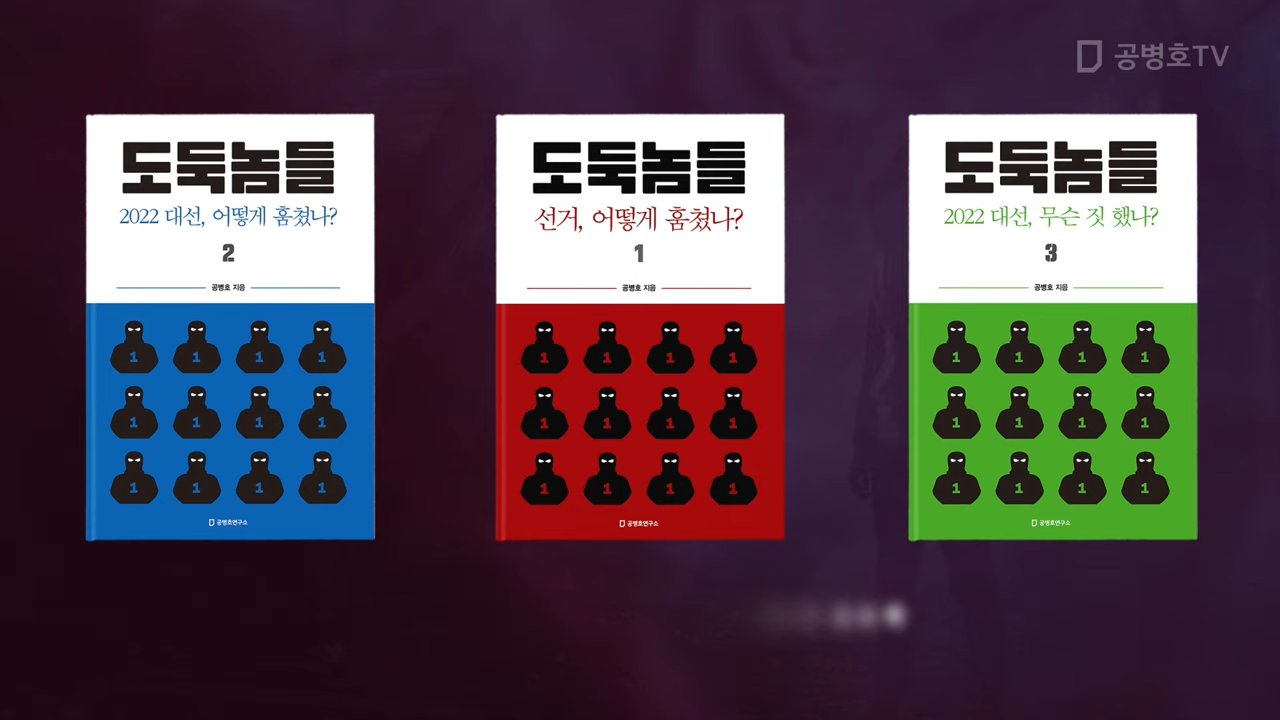 공병호TV
도둑놈들
2022 대선, 어떻게 훔쳤나?
2
공병호 지음
1 1 1 1
1 1 1 1
1 1 1 1
공병호연구소
도둑놈들
선거, 어떻게 훔쳤나?
1
공병호 지음
1 1 1 1
1 1 1 1
1 1 1 1
공병호연구소
도둑놈들
2022 대선, 무슨 짓 했나?
3
공병호 지음
1 1 1 1
1 1 1 1
1 1 1 1
공병호연구소